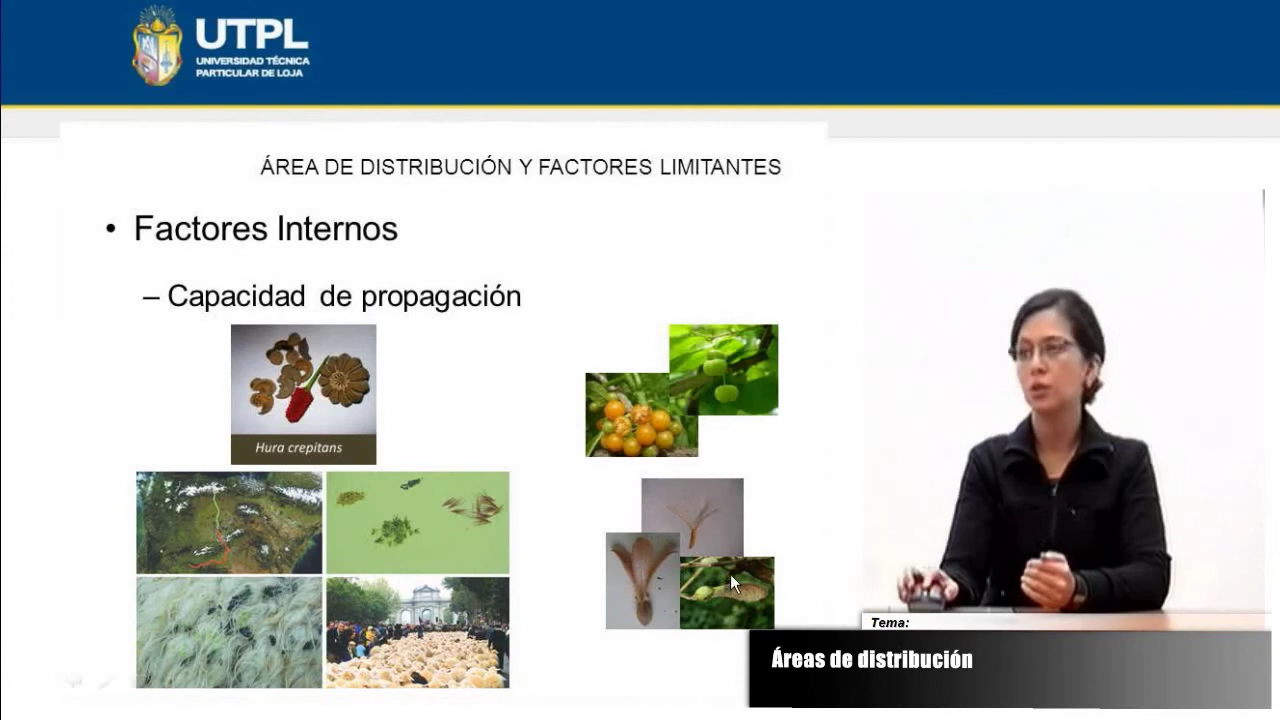 UTPL
UNIVERSIDAD TÉCNICA
PARTICULAR DE LOJA
ÁREA DE DISTRIBUCIÓN Y FACTORES LIMITANTES
• Factores Internos
– Capacidad de propagación
Hura crepitans
Tema:
Áreas de distribución